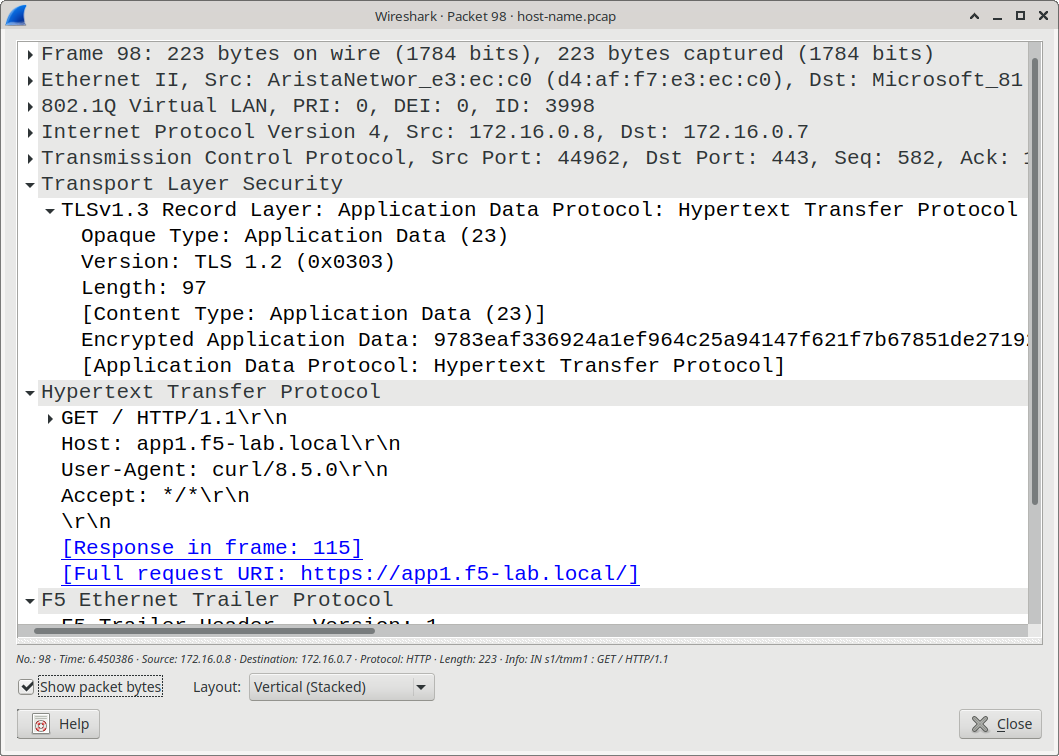 Wireshark · Packet 98 · host-name.pcap
Frame 98: 223 bytes on wire (1784 bits), 223 bytes captured (1784 bits)
Ethernet II, Src: AristaNetwor_e3:ec:c0 (d4:af:f7:e3:ec:c0), Dst: Microsoft_81
802.1Q Virtual LAN, PRI: 0, DEI: 0, ID: 3998
Internet Protocol Version 4, Src: 172.16.0.8, Dst: 172.16.0.7
Transmission Control Protocol, Src Port: 44962, Dst Port: 443, Seq: 582, Ack:
Transport Layer Security
TLSv1.3 Record Layer: Application Data Protocol: Hypertext Transfer Protocol
Opaque Type: Application Data (23)
Version: TLS 1.2 (0x0303)
Length: 97
[Content Type: Application Data (23)]
Encrypted Application Data: 9783eaf336924a1ef964c25a94147f621f7b67851de2719
[Application Data Protocol: Hypertext Transfer Protocol]
Hypertext Transfer Protocol
GET / HTTP/1.1\r\n
Host: app1.f5-lab.local\r\n
User-Agent: curl/8.5.0\r\n
Accept: */*\r\n
\r\n
[Response in frame: 115]
[Full request URI: https://app1.f5-lab.local/]
F5 Ethernet Trailer Protocol
F5 Trailer Header - Version: 1
No.: 98 · Time: 6.450386 · Source: 172.16.0.8 · Destination: 172.16.0.7 · Protocol: HTTP · Length: 223 · Info: IN s1/tmm1 : GET / HTTP/1.1
Show packet bytes
Layout: Vertical (Stacked)
Help
Close